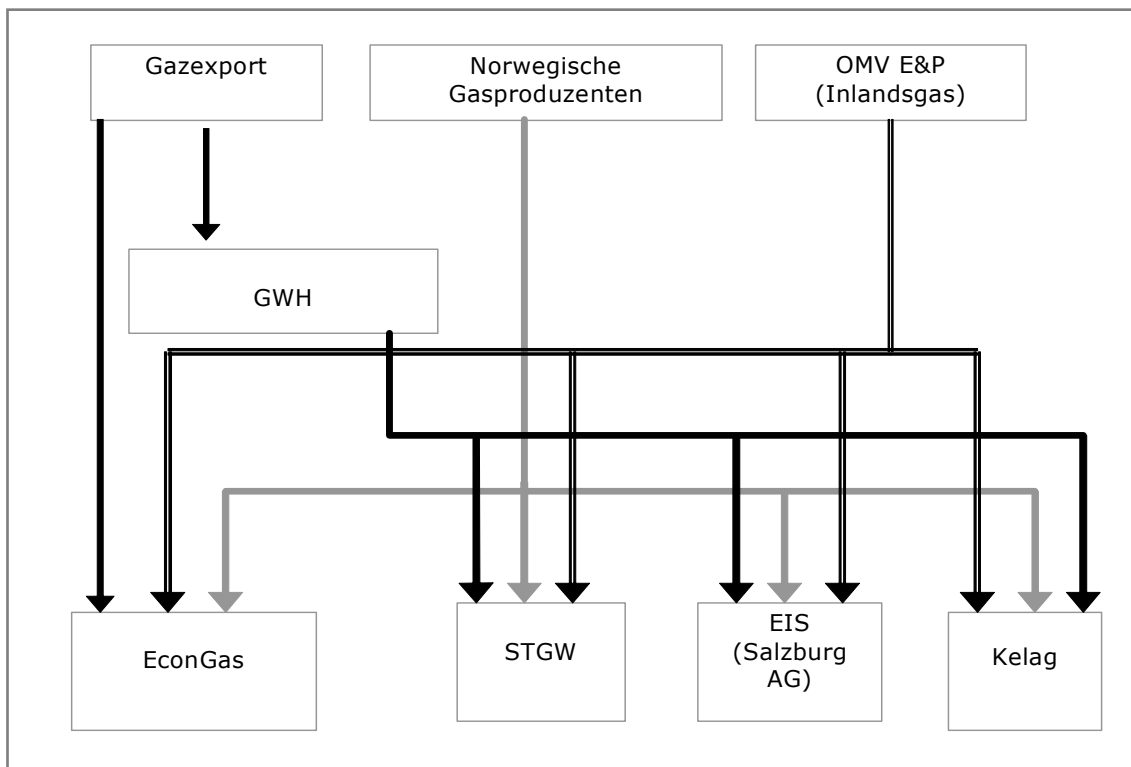 Gazexport
Norwegische
Gasproduzenten
OMV E&P
(Inlandsgas)
GWH
EconGas
STGW
EIS
(Salzburg
AG)
Kelag